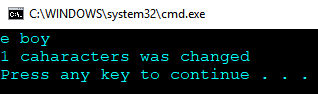 C:\WINDOWS\system32\cmd.exe
e boy
1 caharacters was changed
Press any key to continue . . .